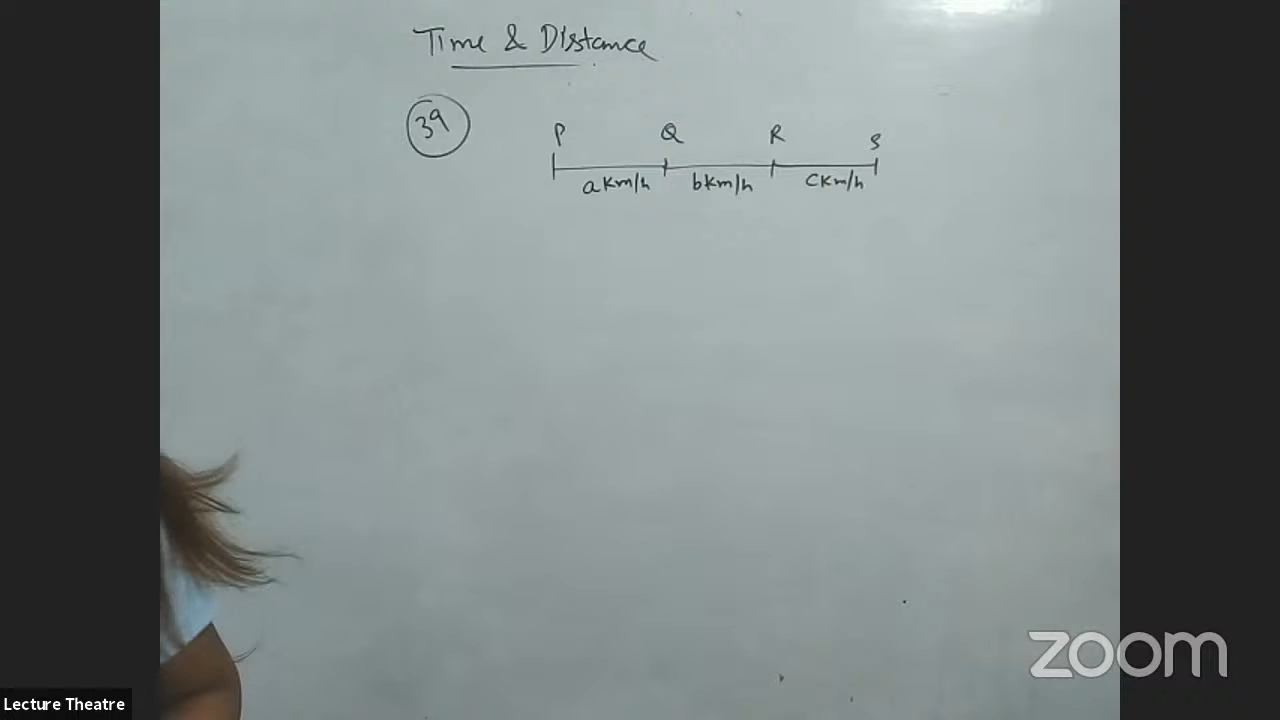 Time & Distance
39
P Q R S
a km/h b km/h c km/h
zoom
Lecture Theatre